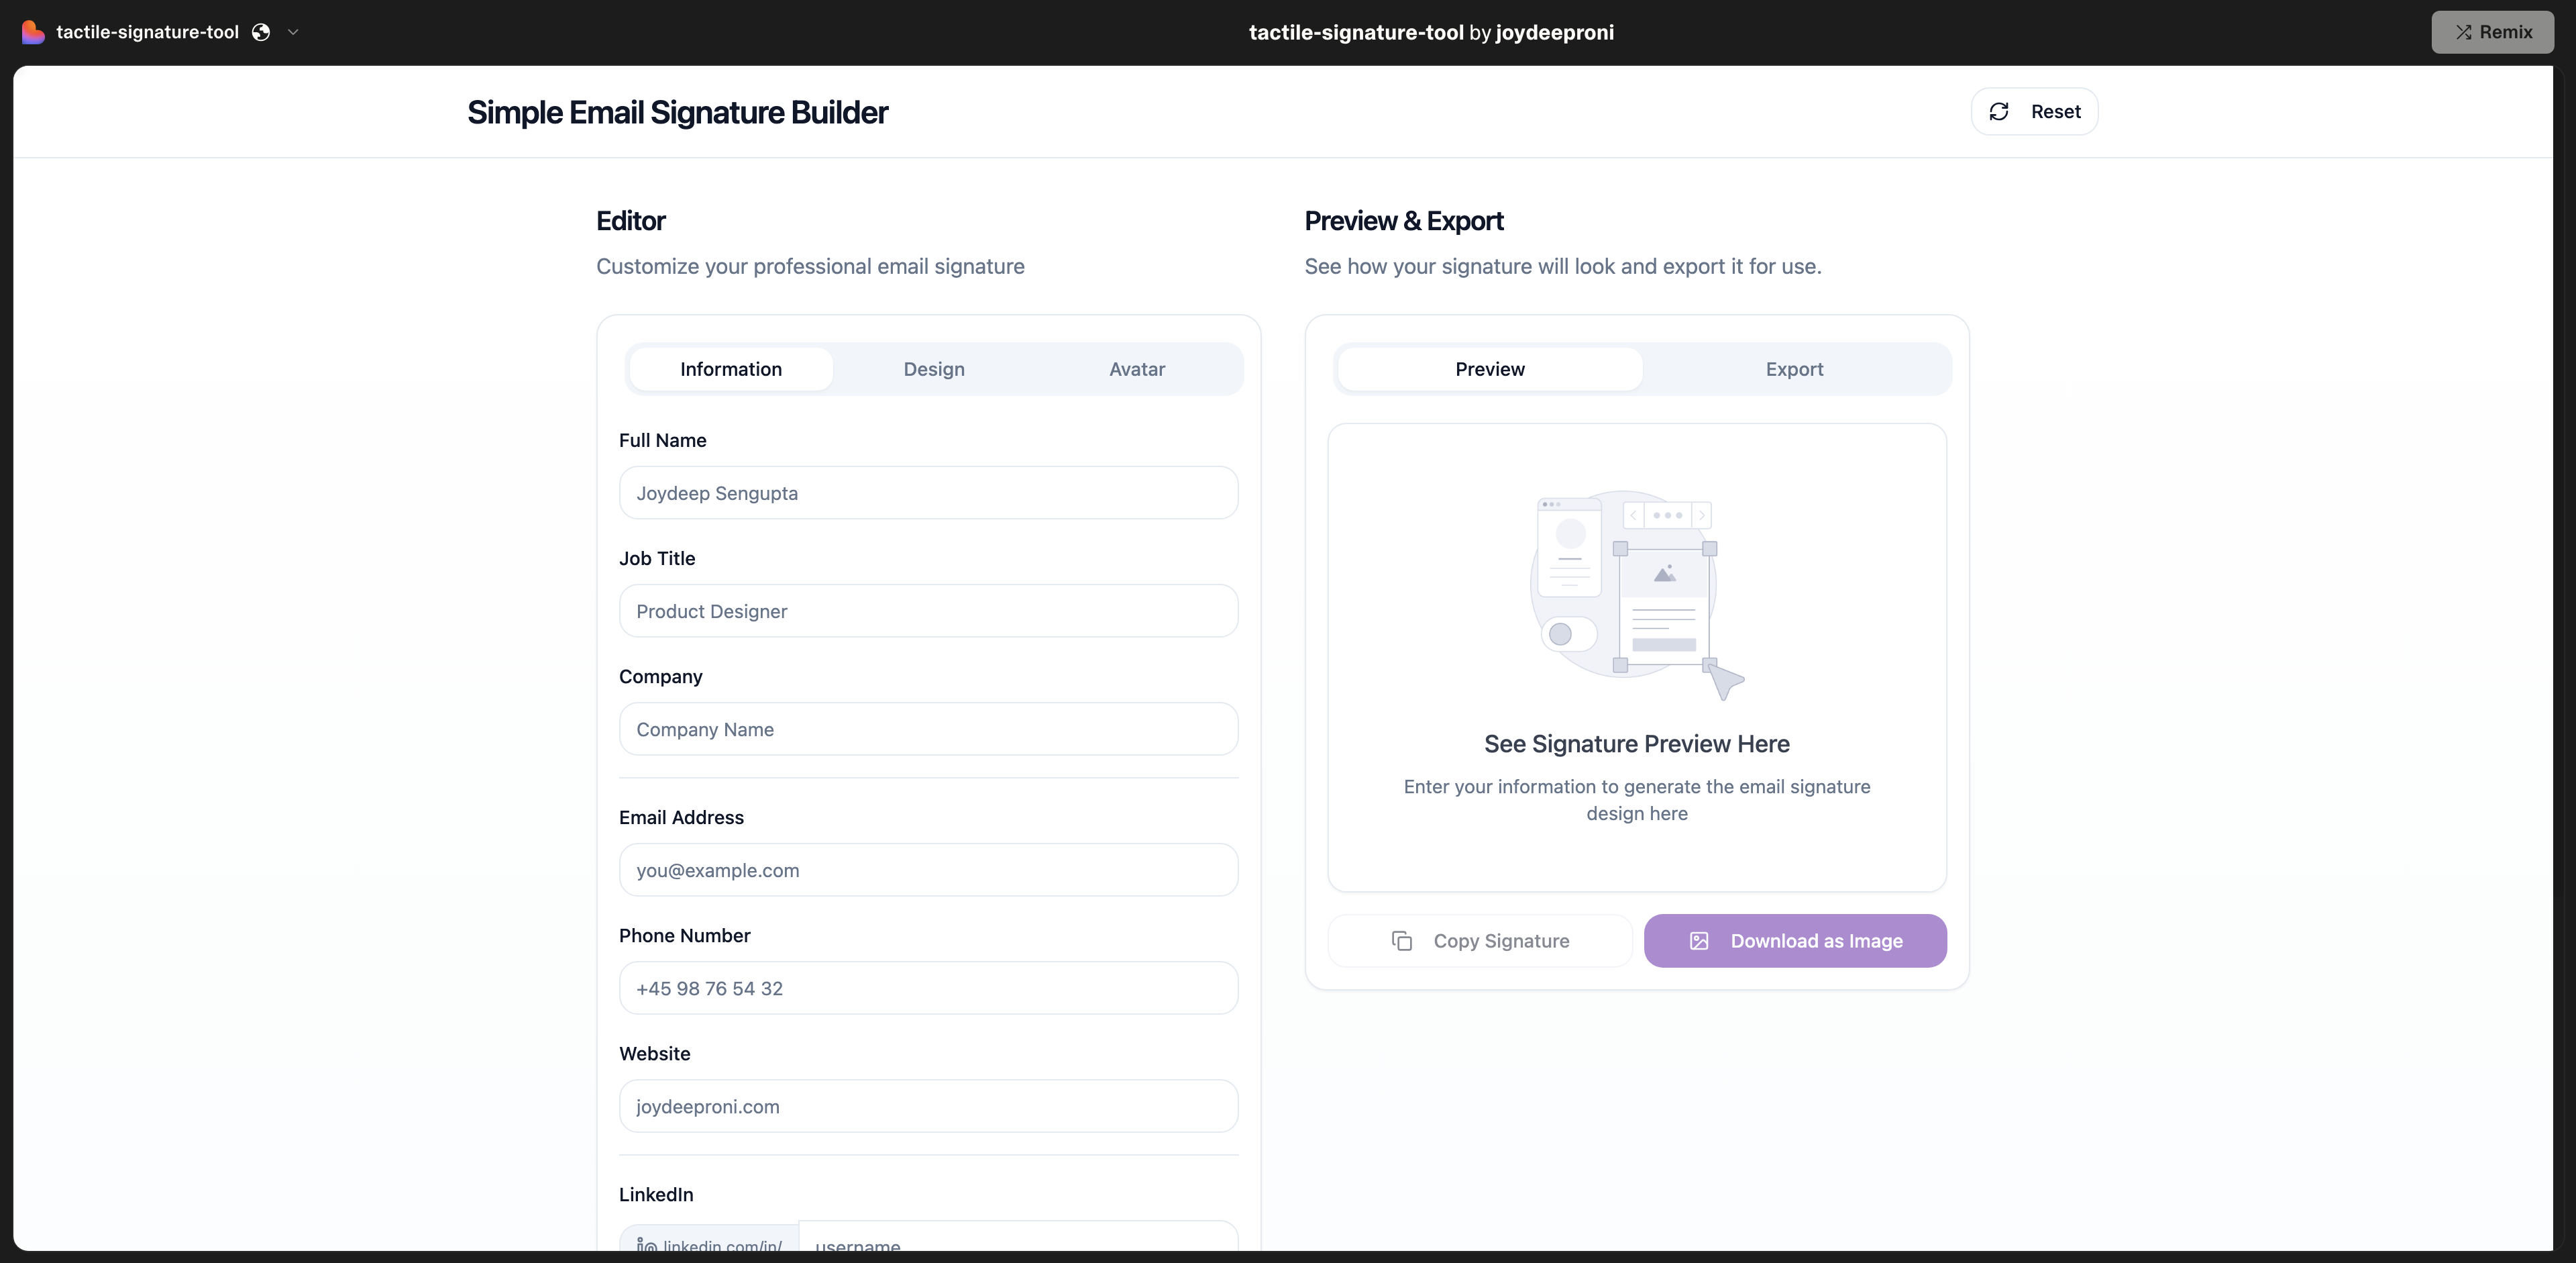 tactile-signature-tool
tactile-signature-tool by joydeeproni
Remix
Simple Email Signature Builder
Reset
Editor
Customize your professional email signature
Information
Design
Avatar
Full Name
Joydeep Sengupta
Job Title
Product Designer
Company
Company Name
Email Address
you@example.com
Phone Number
+45 98 76 54 32
Website
joydeeproni.com
LinkedIn
linkedin.com/in/
username
Preview & Export
See how your signature will look and export it for use.
Preview
Export
See Signature Preview Here
Enter your information to generate the email signature
design here
Copy Signature
Download as Image